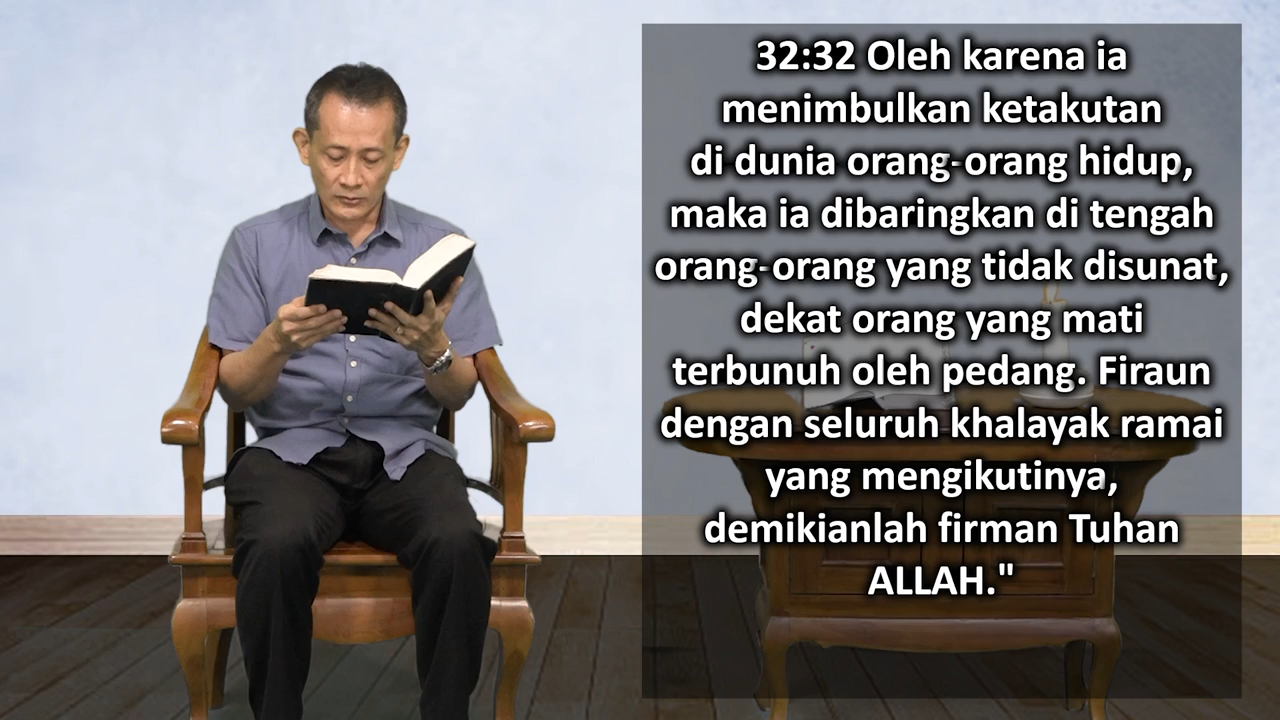 32:32 Oleh karena ia
menimbulkan ketakutan
di dunia orang-orang hidup,
maka ia dibaringkan di tengah
orang-orang yang tidak disunat,
dekat orang yang mati
terbunuh oleh pedang. Firaun
dengan seluruh khalayak ramai
yang mengikutinya,
demikianlah firman Tuhan
ALLAH."